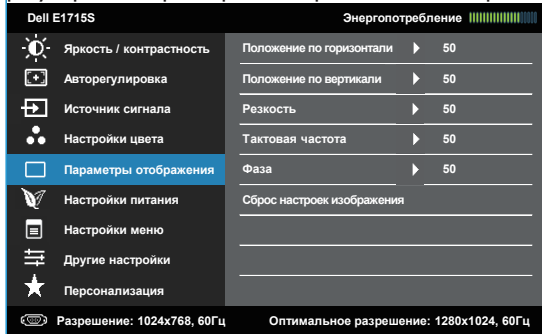 Dell E1715S
Энергопотребление
Яркость / контрастность
Положение по горизонтали 50
Авторегулировка
Положение по вертикали 50
Источник сигнала
Резкость 50
Настройки цвета
Тактовая частота 50
Параметры отображения
Фаза 50
Настройки питания
Сброс настроек изображения
Настройки меню
Другие настройки
Персонализация
Разрешение: 1024x768, 60Гц
Оптимальное разрешение: 1280x1024, 60Гц